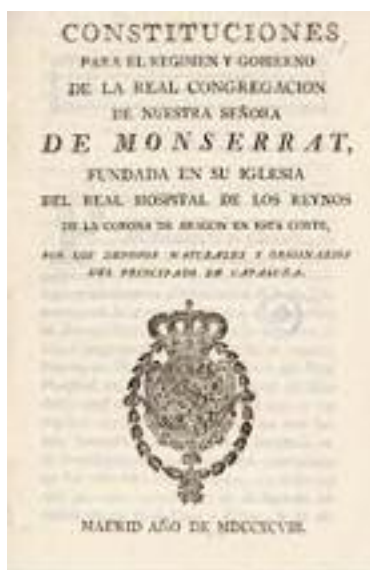 CONSTITUCIONES
PARA EL REGIMEN Y GOBIERNO
DE LA REAL CONGREGACION
DE NUESTRA SEÑORA
DE MONSERRAT,
FUNDADA EN SU IGLESIA
DEL REAL HOSPITAL DE LOS REYNOS
DE LA CORONA DE ARAGON EN ESTA CORTE,
POR LOS DEVOTOS NATURALES Y ORIGINARIOS
DEL PRINCIPADO DE CATALUÑA.
MADRID AÑO DE MDCCXCVIII.